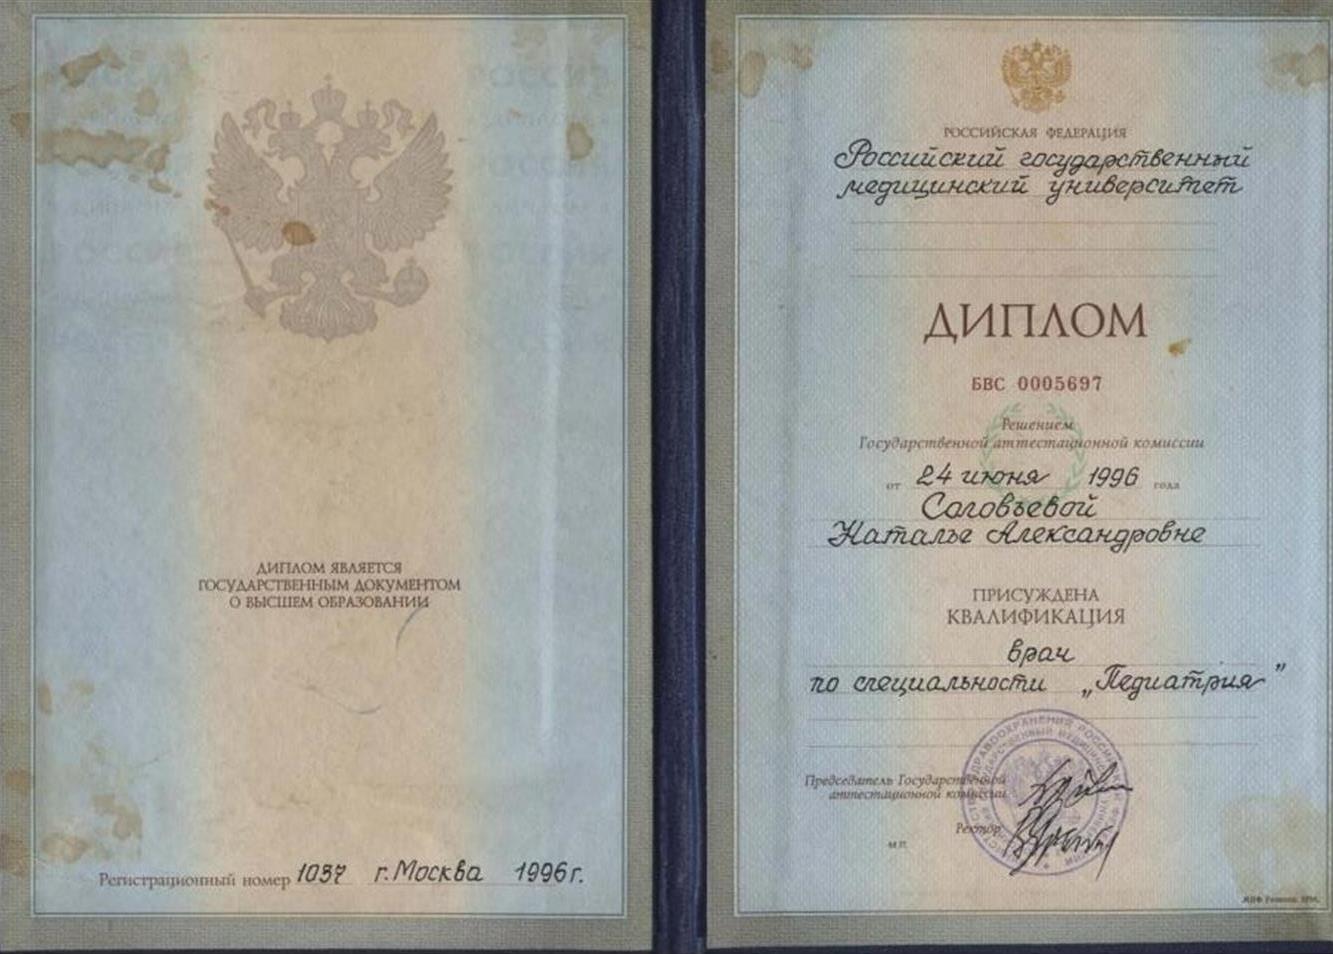 ДИПЛОМ ЯВЛЯЕТСЯ
ГОСУДАРСТВЕННЫМ ДОКУМЕНТОМ
О ВЫСШЕМ ОБРАЗОВАНИИ
Регистрационный номер 1037 г. Москва 1996 г.
РОССИЙСКАЯ ФЕДЕРАЦИЯ
Российский государственный
медицинский университет
ДИПЛОМ
БВС 0005697
Решением
Государственной аттестационной комиссии
от 24 июня 1996 года
Соловьевой
Наталье Александровне
ПРИСУЖДЕНА
КВАЛИФИКАЦИЯ
врач
по специальности „Педиатрия”
Председатель Государственной
аттестационной комиссии
Ректор
М.П.